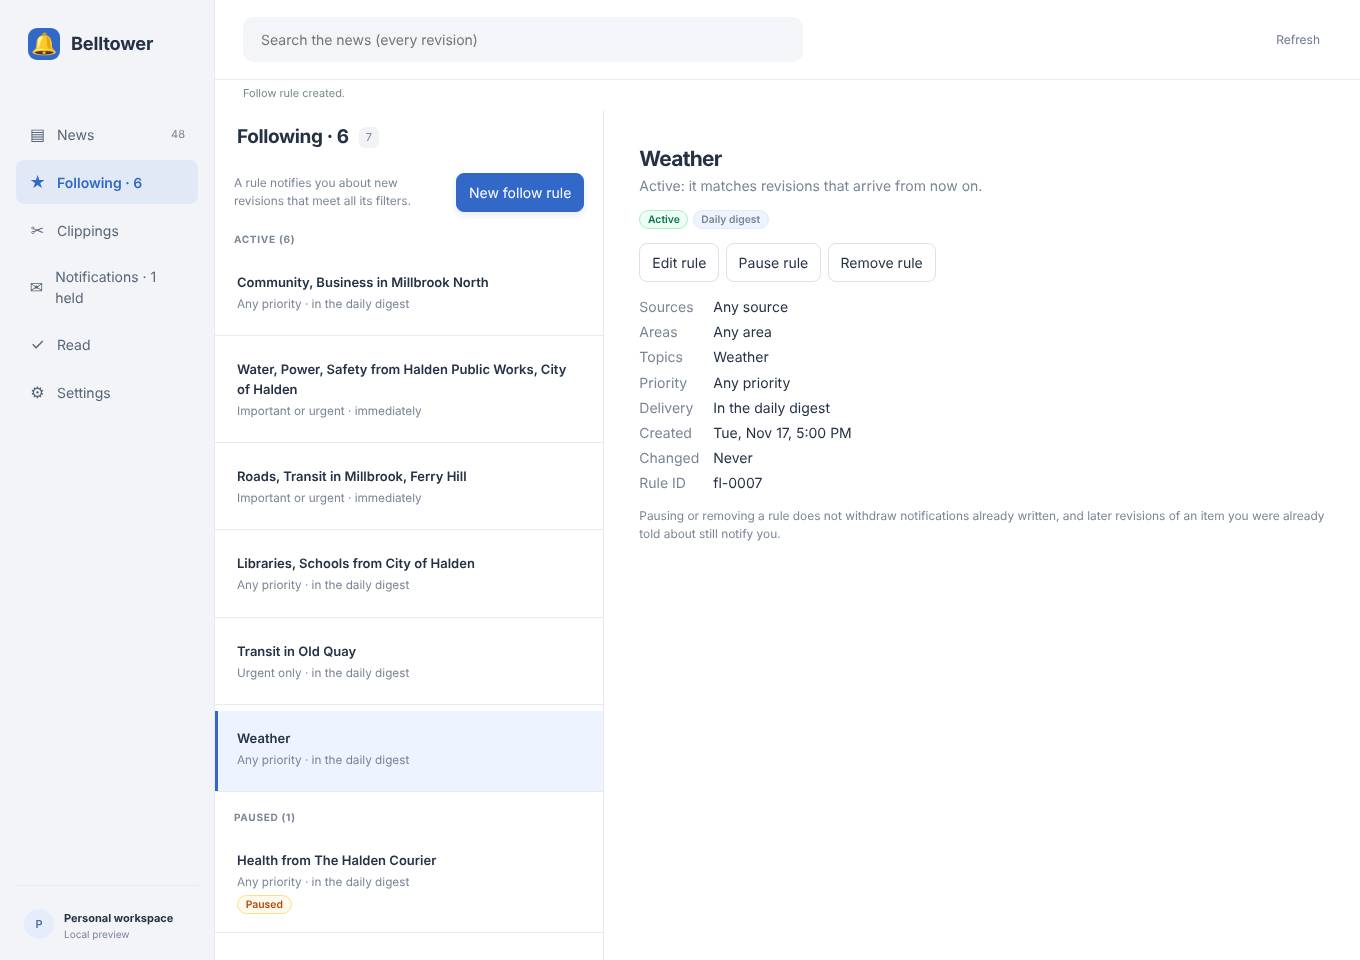 Belltower
Search the news (every revision)
Refresh
Follow rule created.
News 48
Following · 6
Clippings
Notifications · 1
held
Read
Settings
P
Personal workspace
Local preview
Following · 6 7
A rule notifies you about new
revisions that meet all its filters.
New follow rule
ACTIVE (6)
Community, Business in Millbrook North
Any priority · in the daily digest
Water, Power, Safety from Halden Public Works, City
of Halden
Important or urgent · immediately
Roads, Transit in Millbrook, Ferry Hill
Important or urgent · immediately
Libraries, Schools from City of Halden
Any priority · in the daily digest
Transit in Old Quay
Urgent only · in the daily digest
Weather
Any priority · in the daily digest
PAUSED (1)
Health from The Halden Courier
Any priority · in the daily digest
Paused
Weather
Active: it matches revisions that arrive from now on.
Active Daily digest
Edit rule Pause rule Remove rule
Sources Any source
Areas Any area
Topics Weather
Priority Any priority
Delivery In the daily digest
Created Tue, Nov 17, 5:00 PM
Changed Never
Rule ID fl-0007
Pausing or removing a rule does not withdraw notifications already written, and later revisions of an item you were already
told about still notify you.